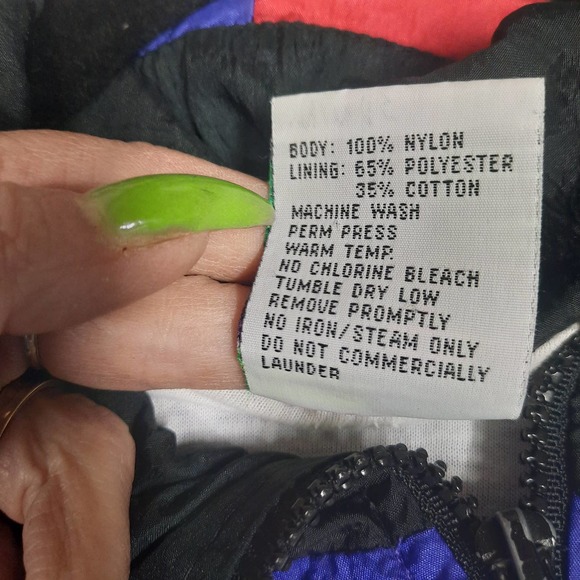 BODY: 100% NYLON
LINING: 65% POLYESTER
35% COTTON
MACHINE WASH
PERM PRESS
WARM TEMP.
NO CHLORINE BLEACH
TUMBLE DRY LOW
REMOVE PROMPTLY
NO IRON/STEAM ONLY
DO NOT COMMERCIALLY
LAUNDER